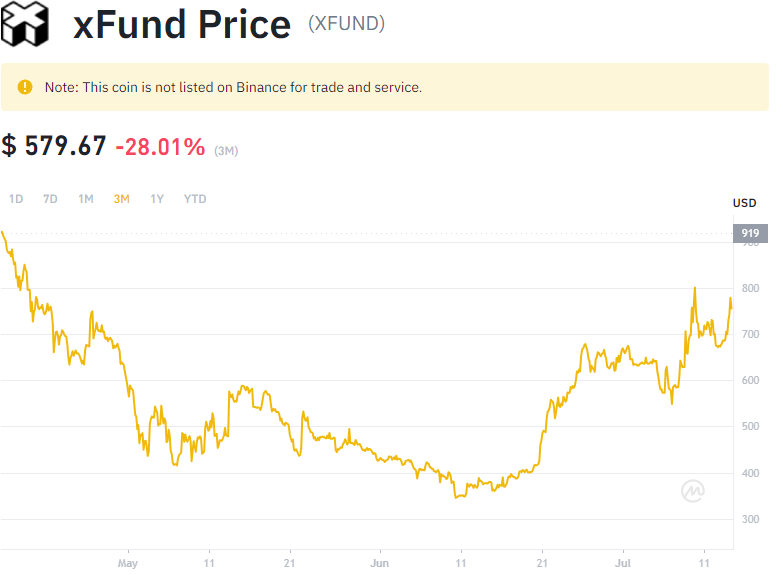 xFund Price (XFUND)
Note: This coin is not listed on Binance for trade and service.
$ 579.67 -28.01% (3M)
1D 7D 1M 3M 1Y YTD
USD
919
900
800
700
600
500
400
300
May 11 21 Jun 11 21 Jul 11